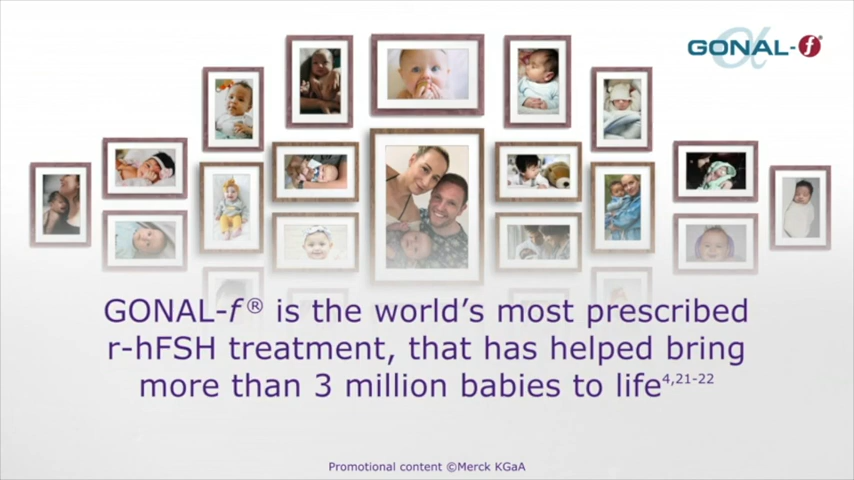 GONAL-f®
GONAL-f® is the world's most prescribed
r-hFSH treatment, that has helped bring
more than 3 million babies to life4,21-22
Promotional content ©Merck KGaA